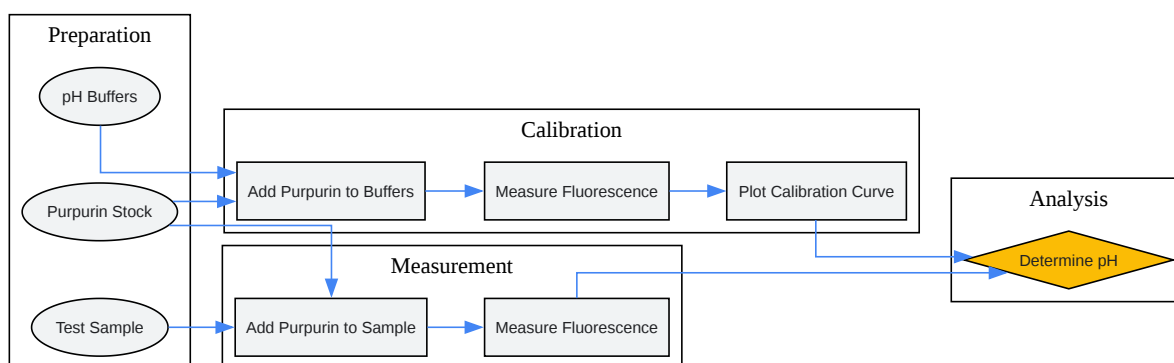 Preparation
pH Buffers
Purpurin Stock
Test Sample
Calibration
Add Purpurin to Buffers
Measure Fluorescence
Plot Calibration Curve
Measurement
Add Purpurin to Sample
Measure Fluorescence
Analysis
Determine pH